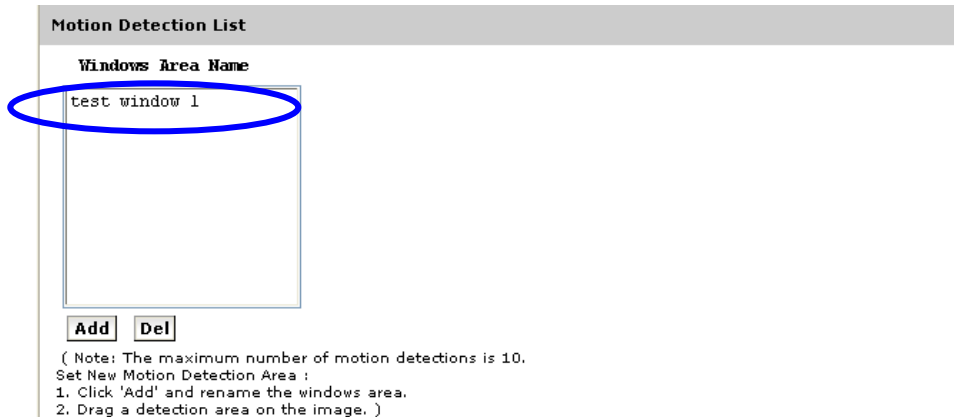 Motion Detection List
Windows Area Name
test window 1
Add Del
( Note: The maximum number of motion detections is 10.
Set New Motion Detection Area :
1. Click 'Add' and rename the windows area.
2. Drag a detection area on the image. )